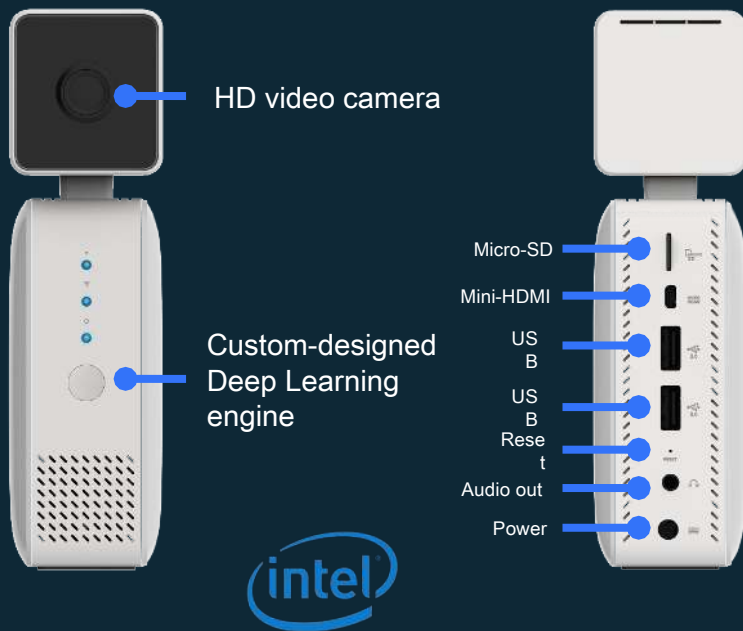 HD video camera
Custom-designed
Deep Learning
engine
Micro-SD
Mini-HDMI
US
B
US
B
Rese
t
Audio out
Power
RESET
intel